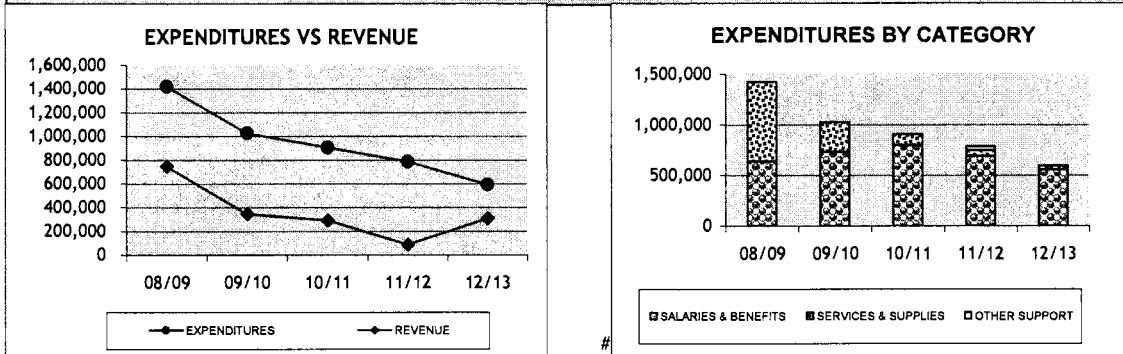 EXPENDITURES VS REVENUE
1,600,000
1,400,000
1,200,000
1,000,000
800,000
600,000
400,000
200,000
0
08/09 09/10 10/11 11/12 12/13
EXPENDITURES REVENUE
#
EXPENDITURES BY CATEGORY
1,500,000
1,000,000
500,000
0
08/09 09/10 10/11 11/12 12/13
SALARIES & BENEFITS SERVICES & SUPPLIES OTHER SUPPORT